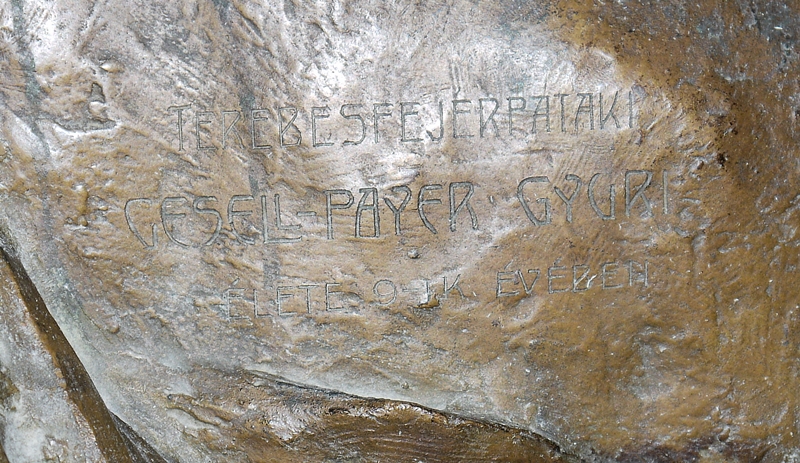 TEREBESFEJÉRPATAKI
GESELL-PAYER GYURI
ÉLETE 9-IK ÉVÉBEN